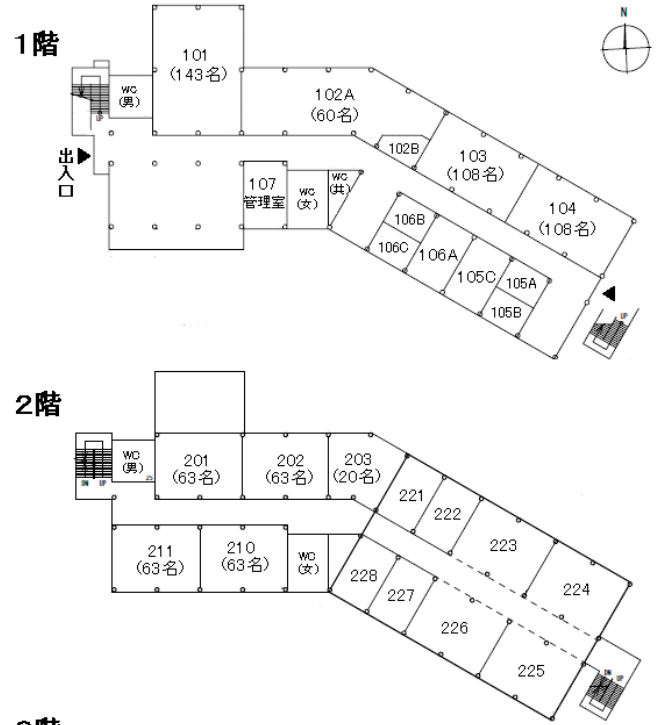 1階
N
101
(143名)
WC
(男)
UP
102A
(60名)
102B
103
(108名)
104
(108名)
出入口
107
管理室
WC
(女)
WC
(共)
106B
106C
106A
105C
105A
105B
UP
2階
WC
(男)
25
DN UP
201
(63名)
202
(63名)
203
(20名)
221
222
223
224
211
(63名)
210
(63名)
WC
(女)
228
227
226
225
DN UP